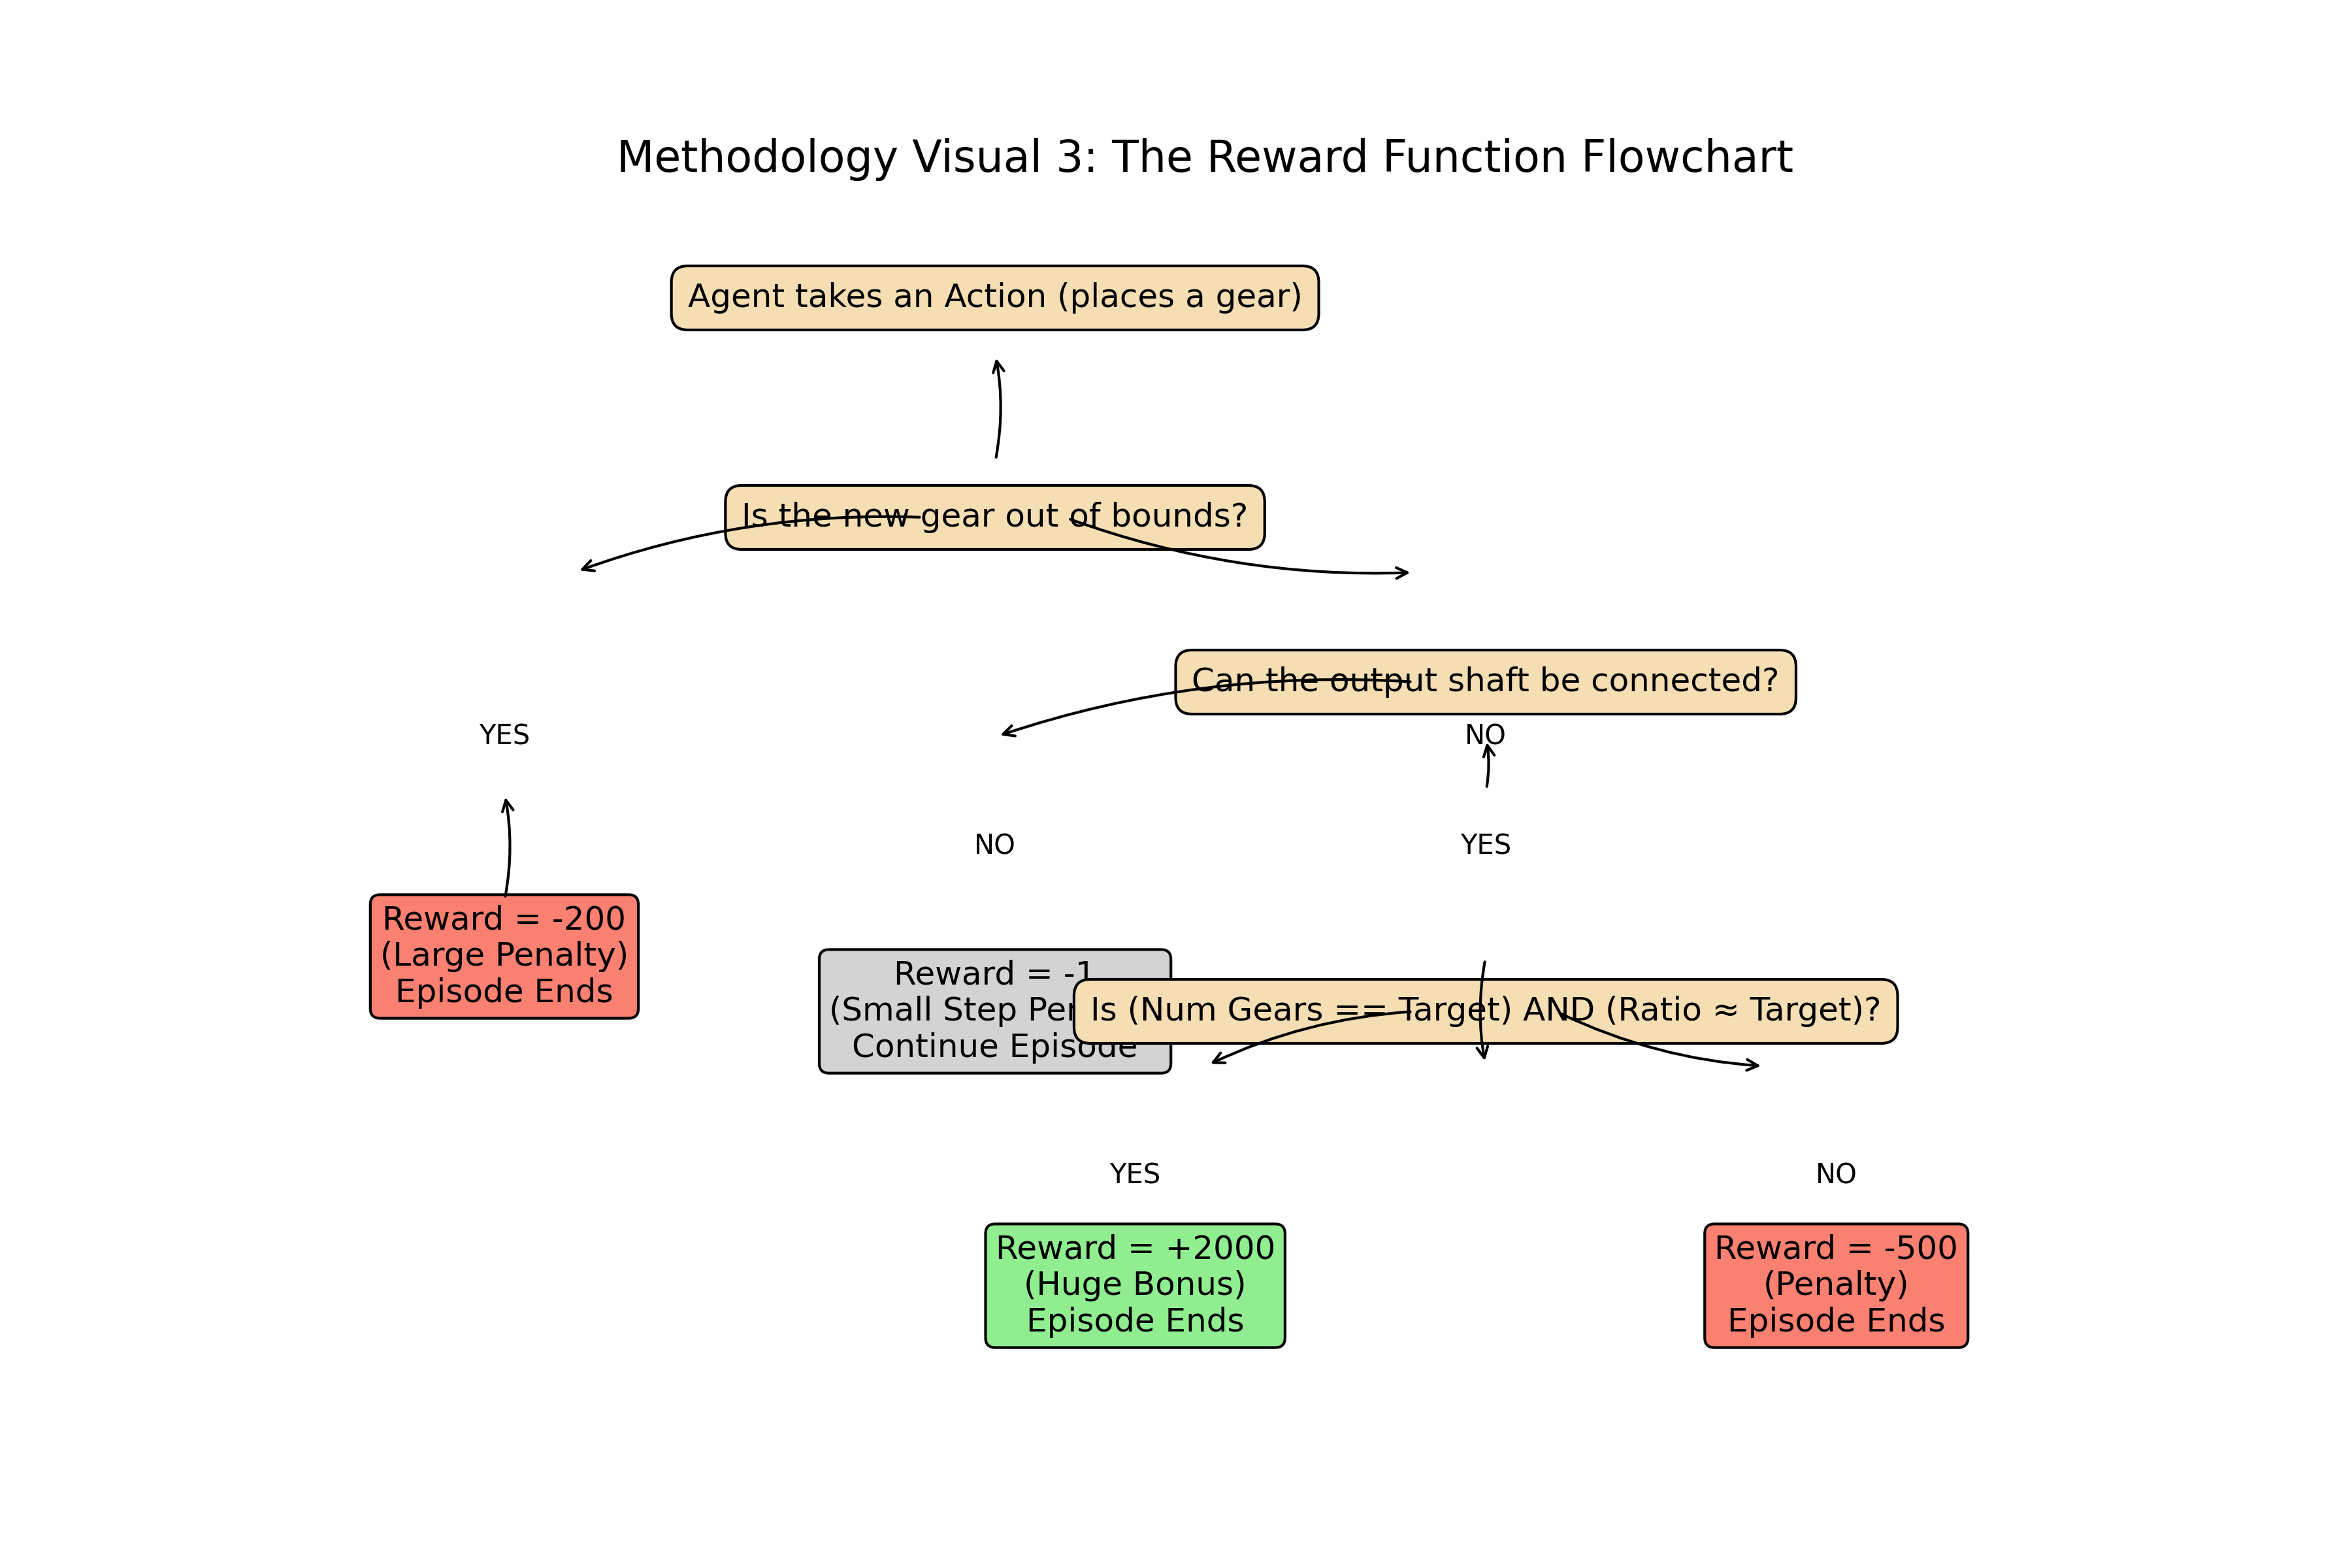 Methodology Visual 3: The Reward Function Flowchart
Agent takes an Action (places a gear)
Is the new gear out of bounds?
Can the output shaft be connected?
YES
NO
NO
YES
Reward = -200
(Large Penalty)
Episode Ends
Reward = -1
(Small Step
Continue Episode
Is (Num Gears == Target) AND (Ratio ≈ Target)?
YES
NO
Reward = +2000
(Huge Bonus)
Episode Ends
Reward = -500
(Penalty)
Episode Ends